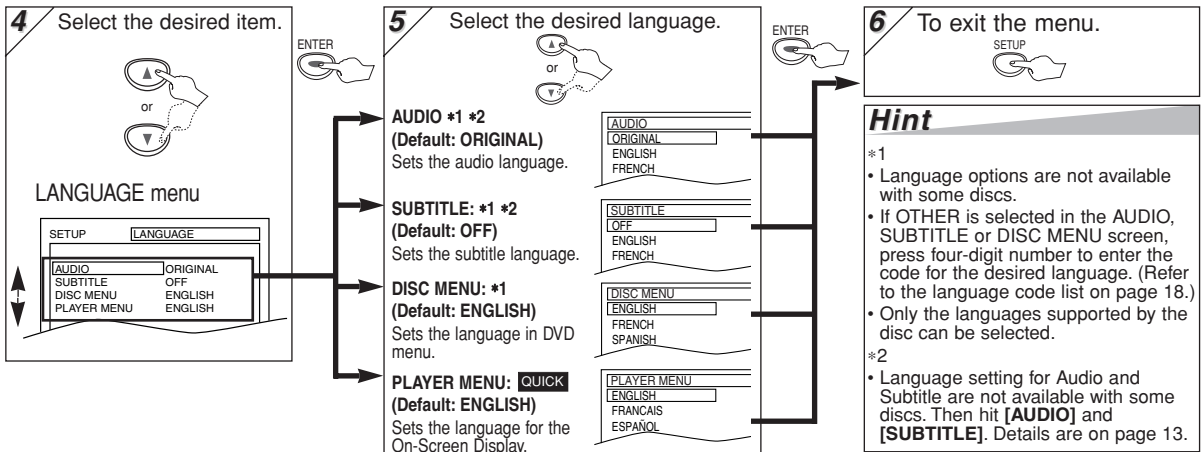 4 Select the desired item.
▲
or
▼
LANGUAGE menu
SETUP LANGUAGE
AUDIO ORIGINAL
SUBTITLE OFF
DISC MENU ENGLISH
PLAYER MENU ENGLISH
ENTER
5 Select the desired language.
▲
or
▼
AUDIO *1 *2
(Default: ORIGINAL)
Sets the audio language.
AUDIO
ORIGINAL
ENGLISH
FRENCH
SUBTITLE: *1 *2
(Default: OFF)
Sets the subtitle language.
SUBTITLE
OFF
ENGLISH
FRENCH
DISC MENU: *1
(Default: ENGLISH)
Sets the language in DVD
menu.
DISC MENU
ENGLISH
FRENCH
SPANISH
PLAYER MENU: QUICK
(Default: ENGLISH)
Sets the language for the
On-Screen Display.
PLAYER MENU
ENGLISH
FRANCAIS
ESPAÑOL
ENTER
6 To exit the menu.
SETUP
Hint
*1
• Language options are not available
with some discs.
• If OTHER is selected in the AUDIO,
SUBTITLE or DISC MENU screen,
press four-digit number to enter the
code for the desired language. (Refer
to the language code list on page 18.)
• Only the languages supported by the
disc can be selected.
*2
• Language setting for Audio and
Subtitle are not available with some
discs. Then hit [AUDIO] and
[SUBTITLE]. Details are on page 13.